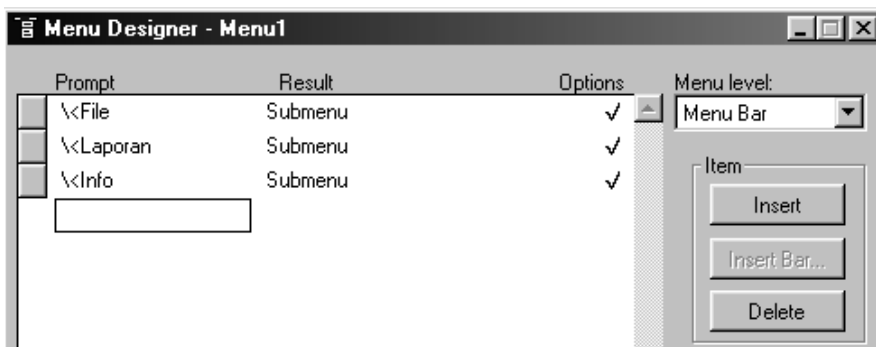 Menu Designer - Menu1
Prompt Result Options Menu level:
\<File Submenu √ Menu Bar
\<Laporan Submenu √
\<Info Submenu √
Item
Insert
Insert Bar...
Delete